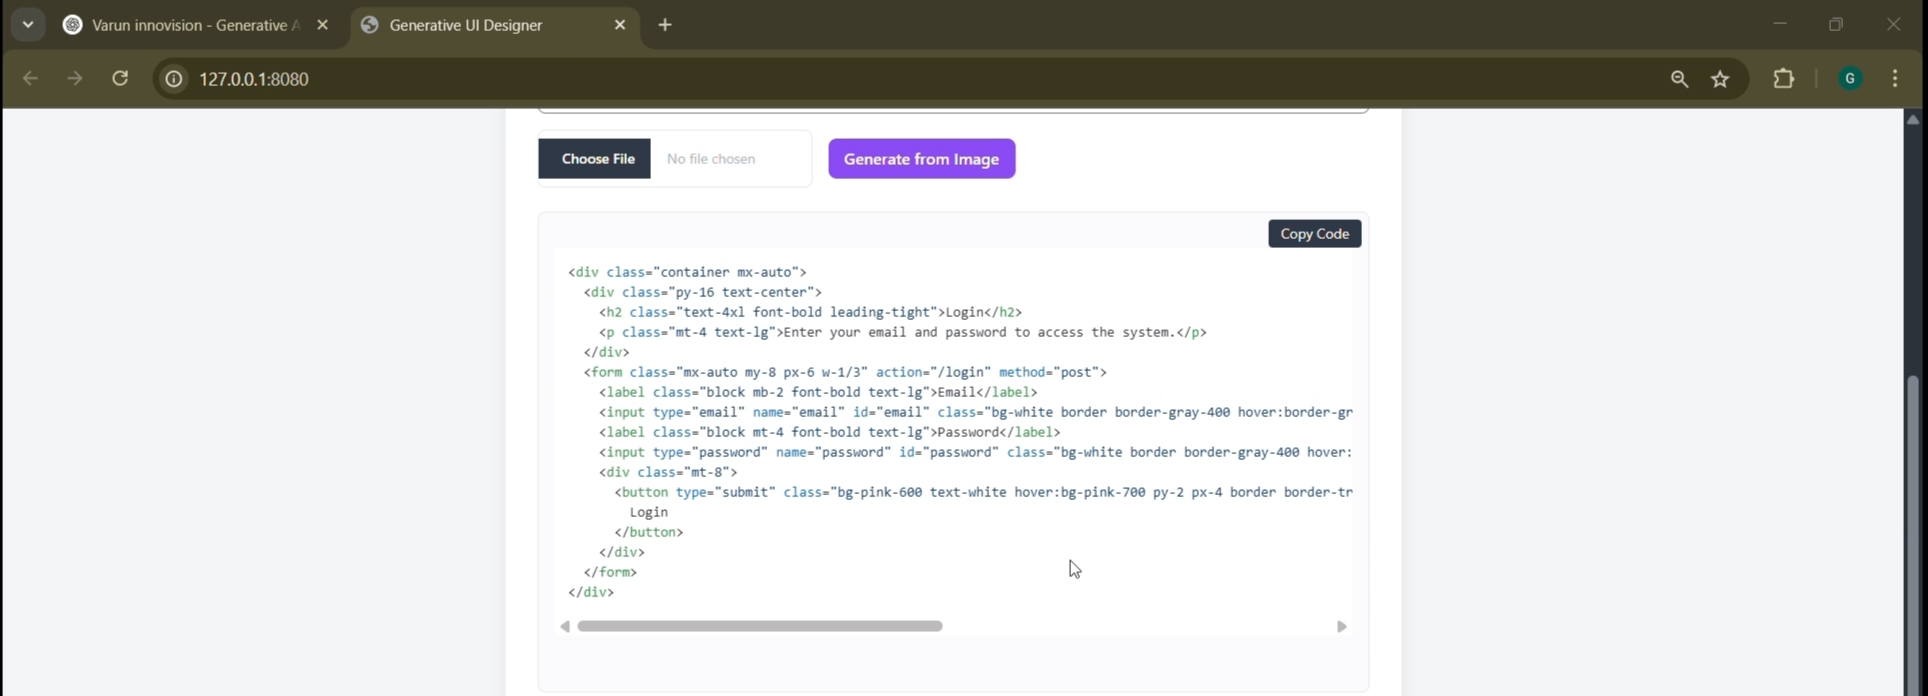 Varun innovision - Generative A
Generative UI Designer
127.0.0.1:8080
G
Choose File No file chosen Generate from Image
Copy Code
<div class="container mx-auto">
<div class="py-16 text-center">
<h2 class="text-4xl font-bold leading-tight">Login</h2>
<p class="mt-4 text-lg">Enter your email and password to access the system.</p>
</div>
<form class="mx-auto my-8 px-6 w-1/3" action="/login" method="post">
<label class="block mb-2 font-bold text-lg">Email</label>
<input type="email" name="email" id="email" class="bg-white border border-gray-400 hover:border-gr
<label class="block mt-4 font-bold text-lg">Password</label>
<input type="password" name="password" id="password" class="bg-white border border-gray-400 hover:
<div class="mt-8">
<button type="submit" class="bg-pink-600 text-white hover:bg-pink-700 py-2 px-4 border border-tr
Login
</button>
</div>
</form>
</div>